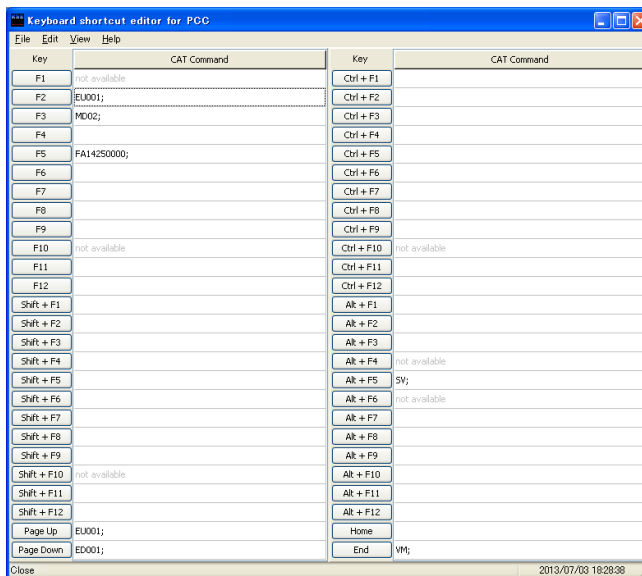 Keyboard shortcut editor for PCC
File Edit View Help
Key CAT Command Key CAT Command
F1 not available Ctrl + F1
F2 EU001; Ctrl + F2
F3 MD02; Ctrl + F3
F4 Ctrl + F4
F5 FA14250000; Ctrl + F5
F6 Ctrl + F6
F7 Ctrl + F7
F8 Ctrl + F8
F9 Ctrl + F9
F10 not available Ctrl + F10 not available
F11 Ctrl + F11
F12 Ctrl + F12
Shift + F1 Alt + F1
Shift + F2 Alt + F2
Shift + F3 Alt + F3
Shift + F4 Alt + F4 not available
Shift + F5 Alt + F5 SV;
Shift + F6 Alt + F6 not available
Shift + F7 Alt + F7
Shift + F8 Alt + F8
Shift + F9 Alt + F9
Shift + F10 not available Alt + F10
Shift + F11 Alt + F11
Shift + F12 Alt + F12
Page Up EU001; Home
Page Down ED001; End VM;
Close 2013/07/03 18:28:38